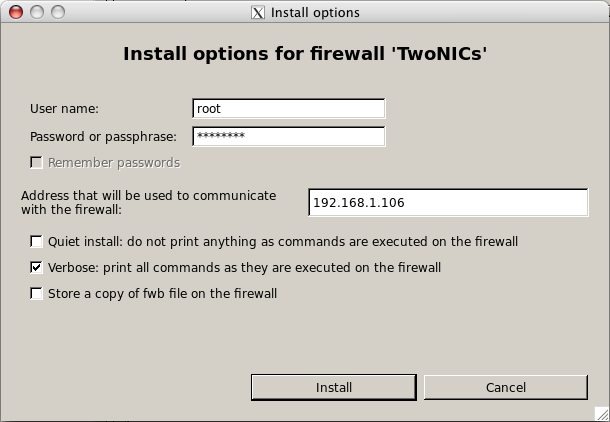 Install options
Install options for firewall 'TwoNICs'
User name:
root
Password or passphrase:
********
Remember passwords
Address that will be used to communicate
with the firewall:
192.168.1.106
Quiet install: do not print anything as commands are executed on the firewall
Verbose: print all commands as they are executed on the firewall
Store a copy of fwb file on the firewall
Install
Cancel